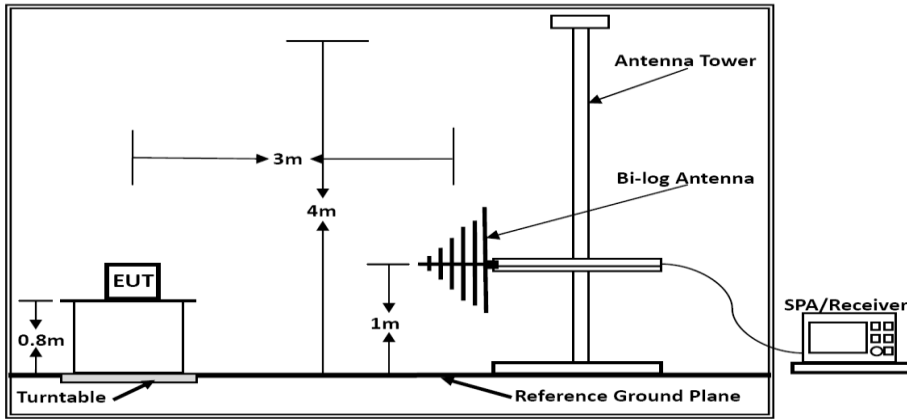 Antenna Tower
3m
Bi-log Antenna
4m
EUT
0.8m
1m
SPA/Receiver
Turntable
Reference Ground Plane